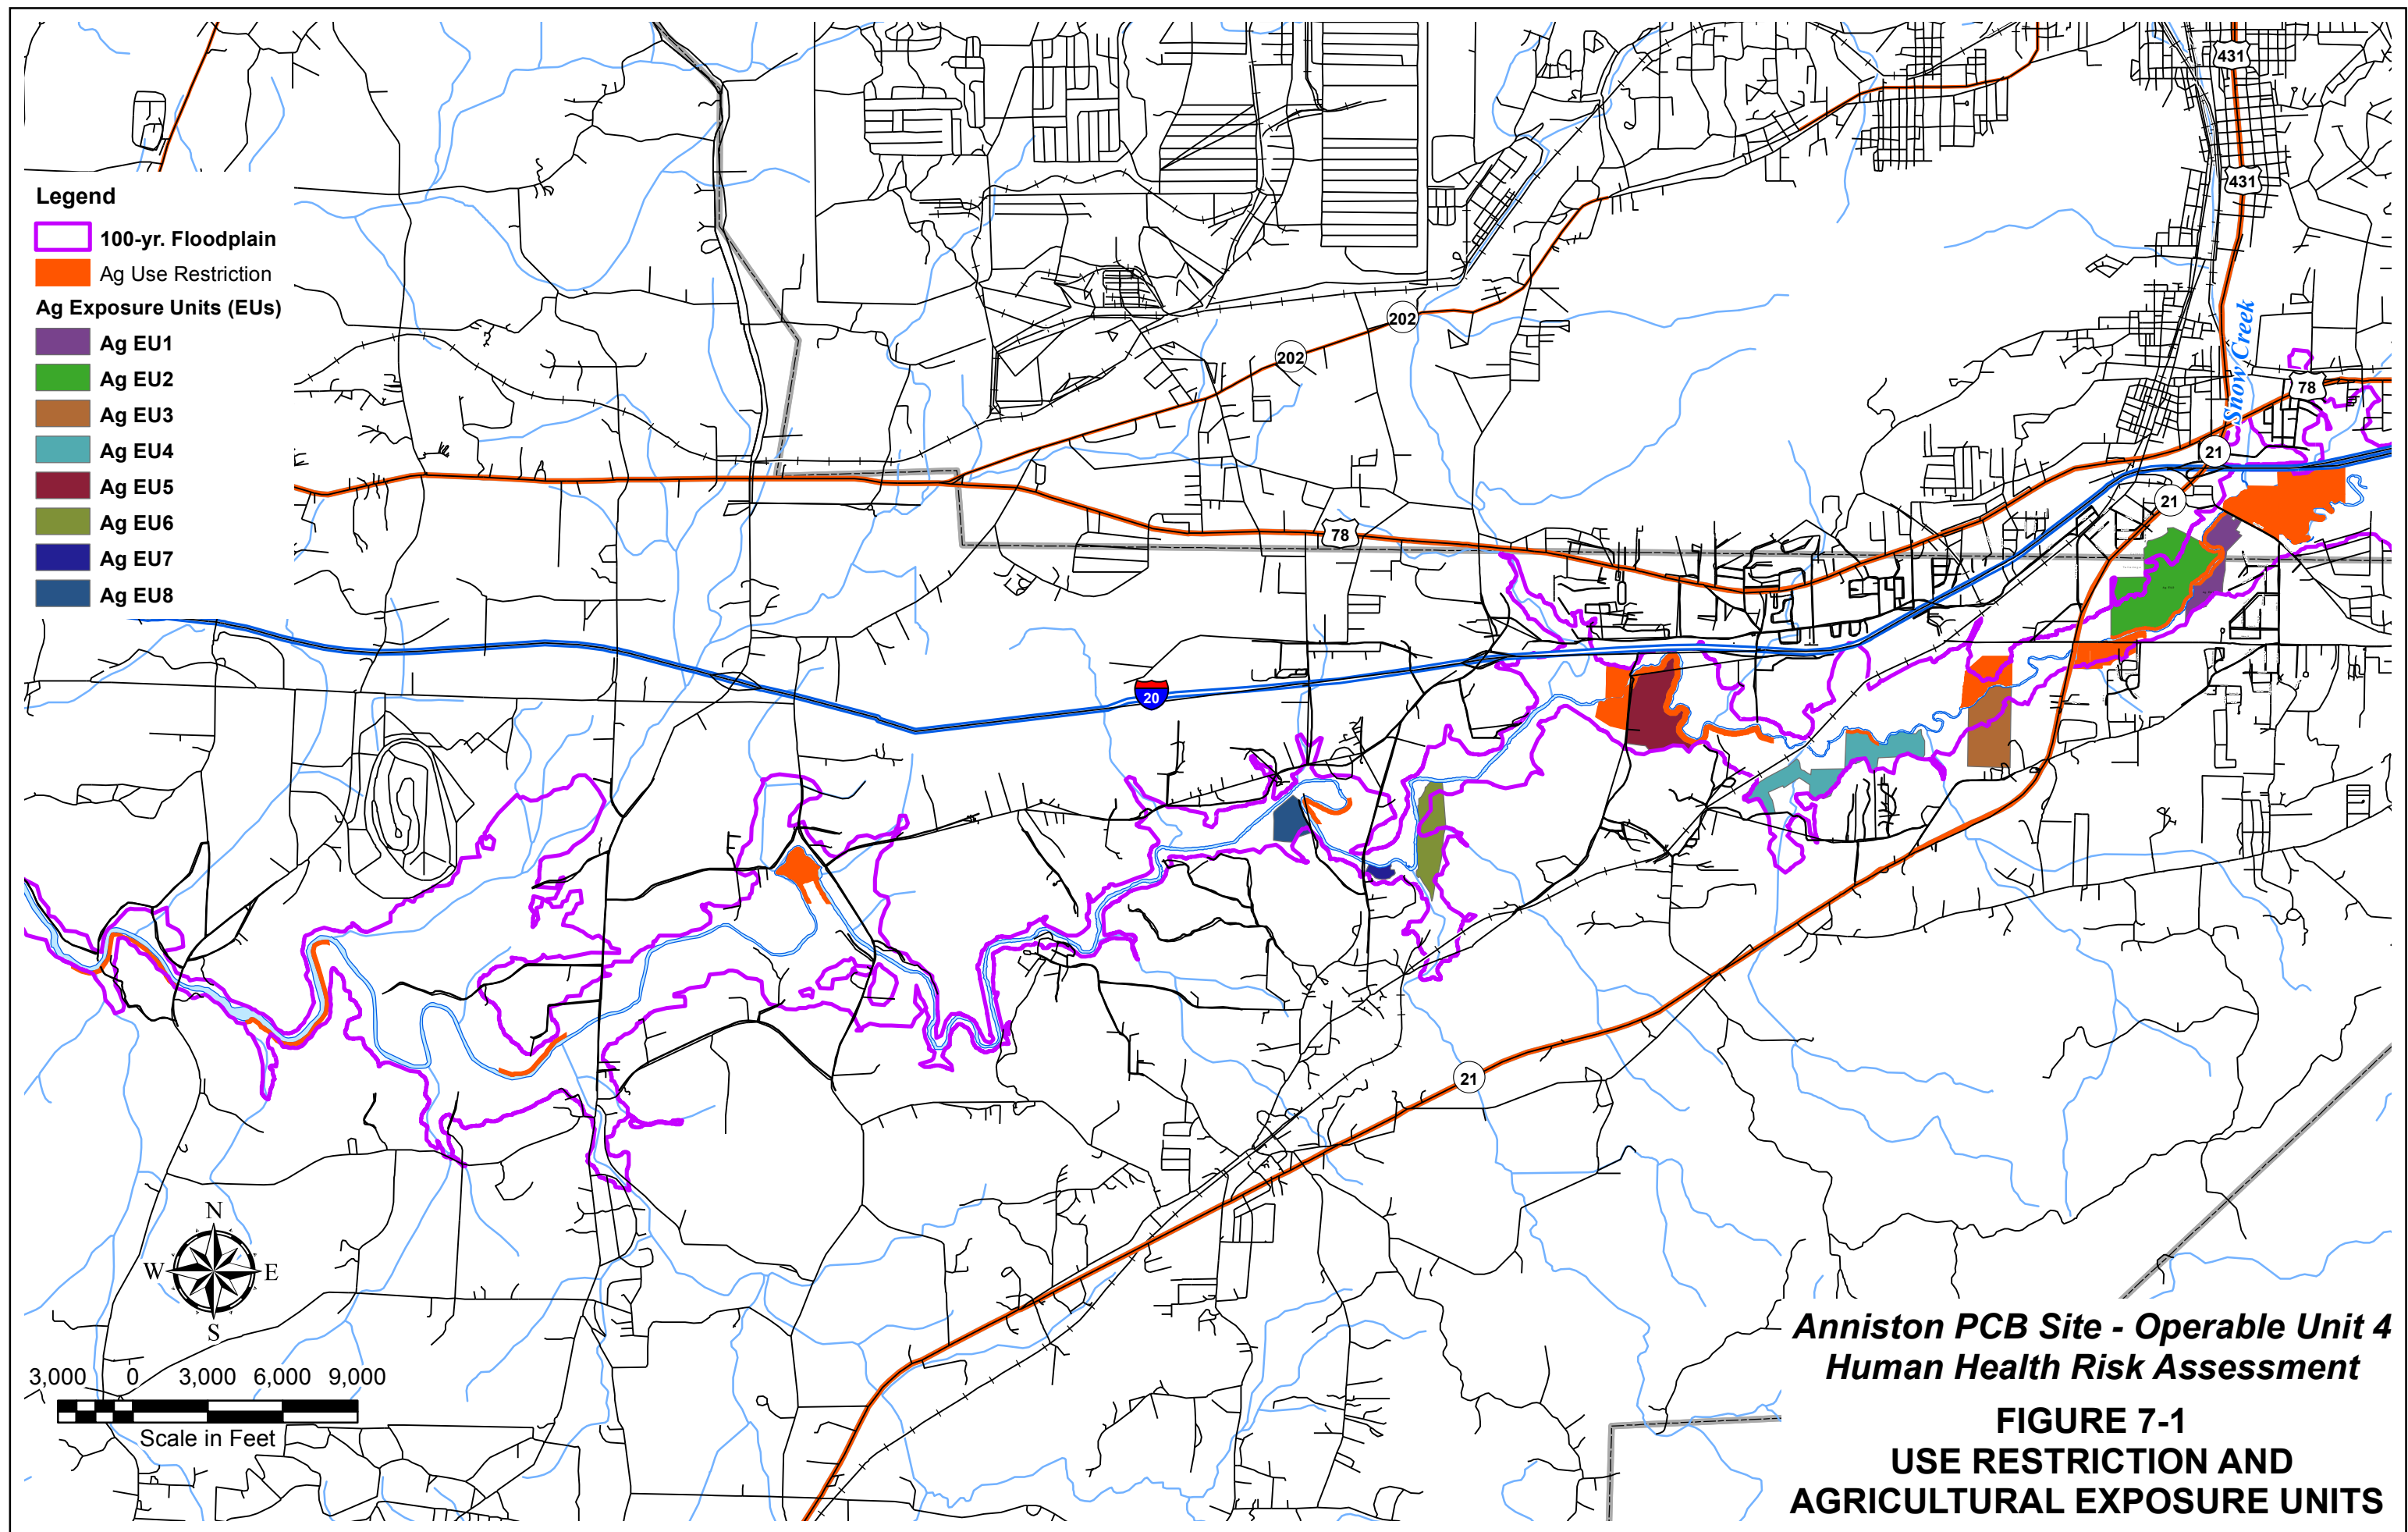 Legend
100-yr. Floodplain
Ag Use Restriction
Ag Exposure Units (EUs)
Ag EU1
Ag EU2
Ag EU3
Ag EU4
Ag EU5
Ag EU6
Ag EU7
Ag EU8
431
431
202
202
Snow Creek
78
21
21
78
20
21
N
W E
S
3,000 0 3,000 6,000 9,000
Scale in Feet
Anniston PCB Site - Operable Unit 4
Human Health Risk Assessment
FIGURE 7-1
USE RESTRICTION AND
AGRICULTURAL EXPOSURE UNITS